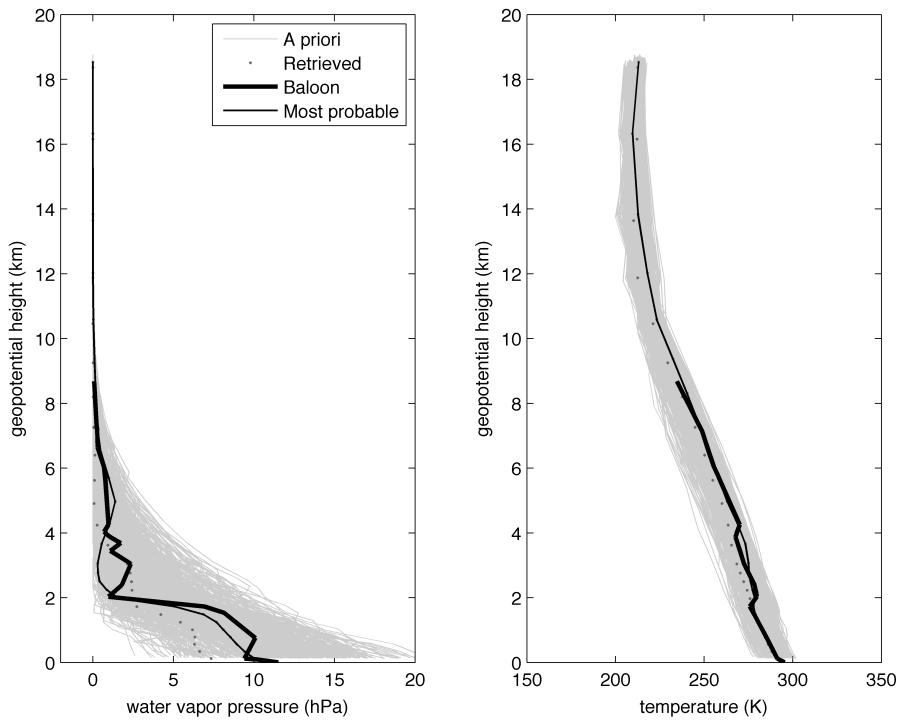 20
18
16
14
12
10
8
6
4
2
0
0 5 10 15 20
water vapor pressure (hPa)
geopotential height (km)
A priori
Retrieved
Baloon
Most probable
20
18
16
14
12
10
8
6
4
2
0
150 200 250 300 350
temperature (K)
geopotential height (km)